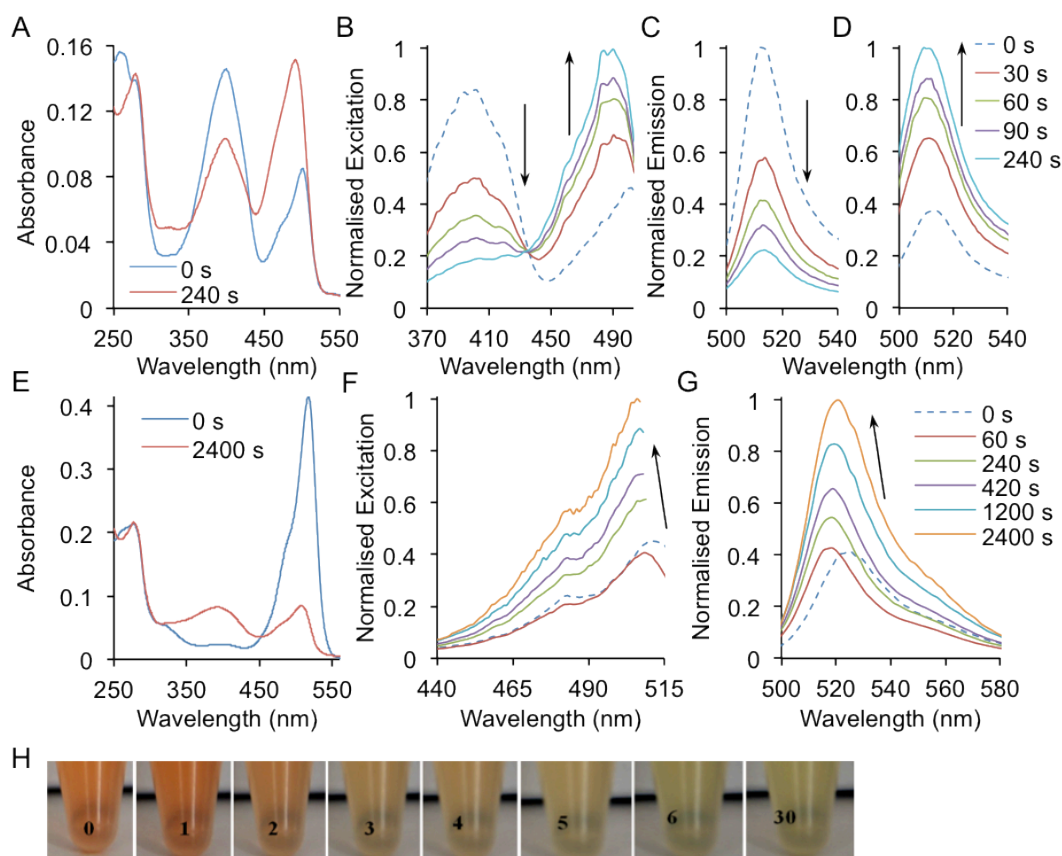 A
0.16
0.12
0.08
0.04
0
250 350 450 550
Absorbance
Wavelength (nm)
0 s
240 s
B
1
0.8
0.6
0.4
0.2
0
370 410 450 490
Normalised Excitation
Wavelength (nm)
C
1
0.8
0.6
0.4
0.2
0
500 520 540
Normalised Emission
Wavelength (nm)
D
1
0.8
0.6
0.4
0.2
0
500 520 540
Wavelength (nm)
0 s
30 s
60 s
90 s
240 s
E
0.4
0.3
0.2
0.1
0
250 350 450 550
Absorbance
Wavelength (nm)
0 s
2400 s
F
1
0.8
0.6
0.4
0.2
0
440 465 490 515
Normalised Excitation
Wavelength (nm)
G
1
0.8
0.6
0.4
0.2
0
500 520 540 560 580
Normalised Emission
Wavelength (nm)
0 s
60 s
240 s
420 s
1200 s
2400 s
H
0 1 2 3 4 5 6 30